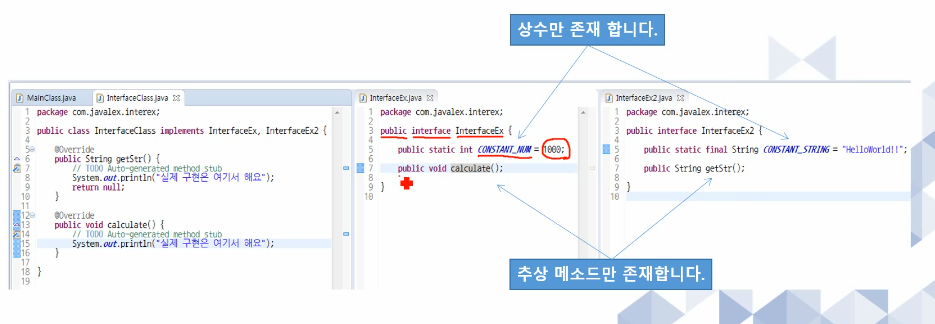 상수만 존재 합니다.
MainClass.java
InterfaceClass.java
1 package com.javalex.interex;
2
3 public class InterfaceClass implements InterfaceEx, InterfaceEx2 {
4
5 @Override
6 public String getStr() {
7 // TODO Auto-generated method stub
8 System.out.println("실제 구현은 여기서 해요");
9 return null;
10 }
11
12 @Override
13 public void calculate() {
14 // TODO Auto-generated method stub
15 System.out.println("실제 구현은 여기서 해요");
16 }
17
18 }
19
InterfaceEx.java
1 package com.javalex.interex;
2
3 public interface InterfaceEx {
4
5 public static int CONSTANT_NUM = 1000;
6
7 public void calculate();
8
9 }
10
InterfaceEx2.java
1 package com.javalex.interex;
2
3 public interface InterfaceEx2 {
4
5 public static final String CONSTANT_STRING = "HelloWorld!!";
6
7 public String getStr();
8
9 }
10
추상 메소드만 존재합니다.